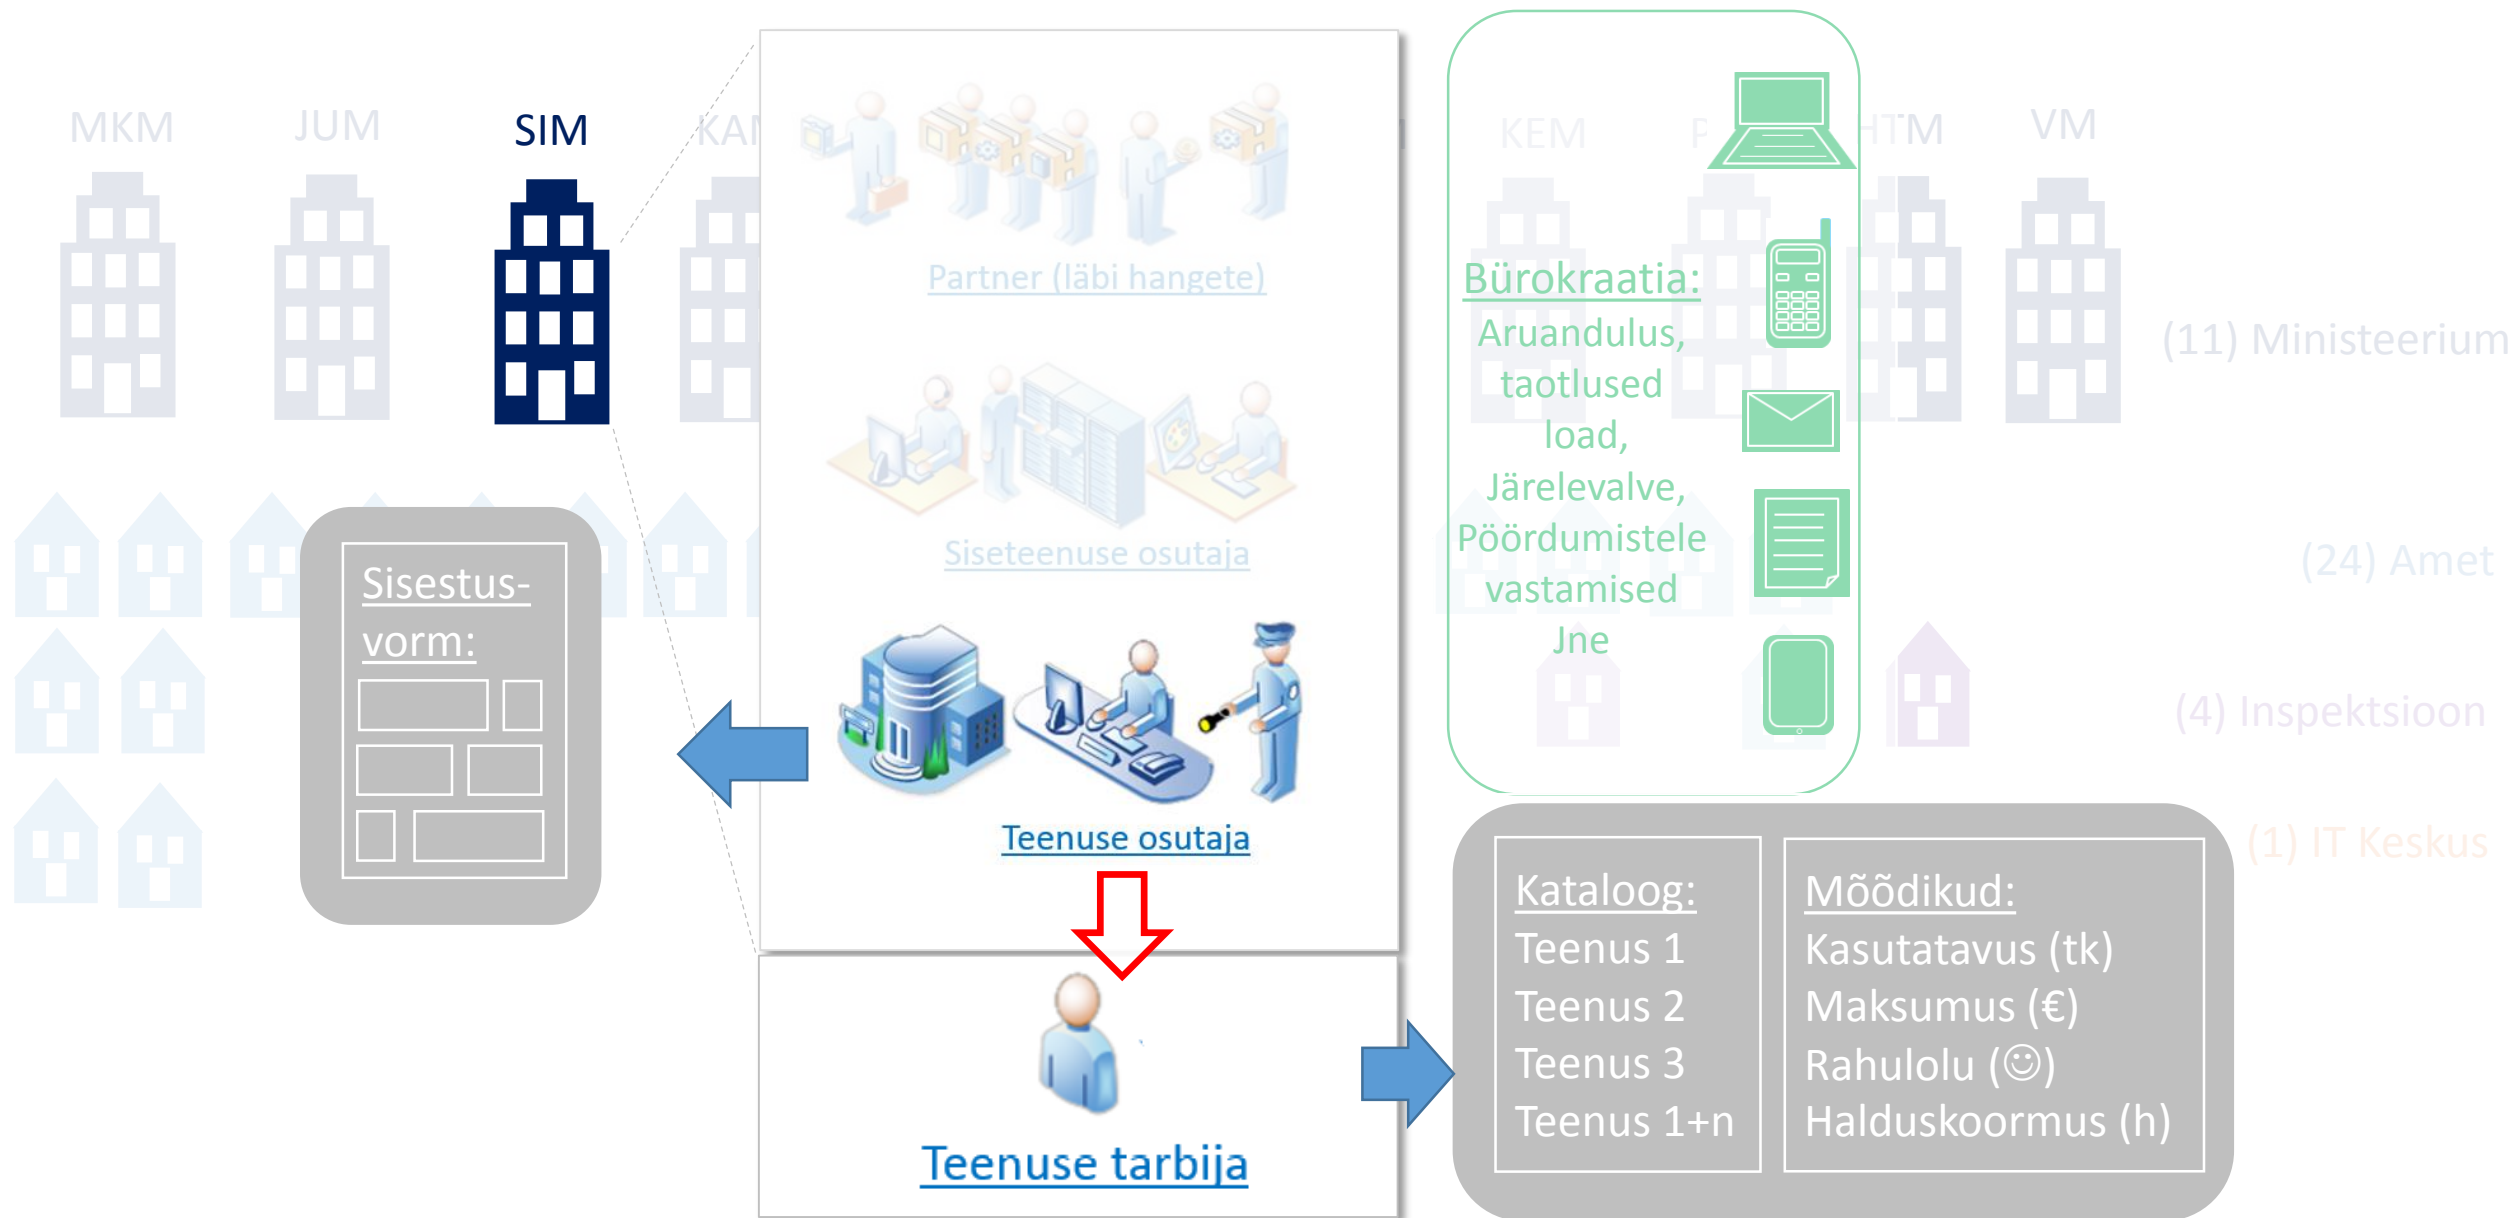 MKM
JUM
SIM
KAM
KEM
HTM
VM
Partner (läbi hangete)
Siseteenuse osutaja
Teenuse osutaja
Teenuse tarbija
Sisestus-
vorm:
Bürokraatia:
Aruandulus,
taotlused
load,
Järelevalve,
Pöördumistele
vastamised
Jne
(11) Ministeerium
(24) Amet
(4) Inspektsioon
(1) IT Keskus
Kataloog:
Teenus 1
Teenus 2
Teenus 3
Teenus 1+n
Mõõdikud:
Kasutatavus (tk)
Maksumus (€)
Rahulolu (☺)
Halduskoormus (h)